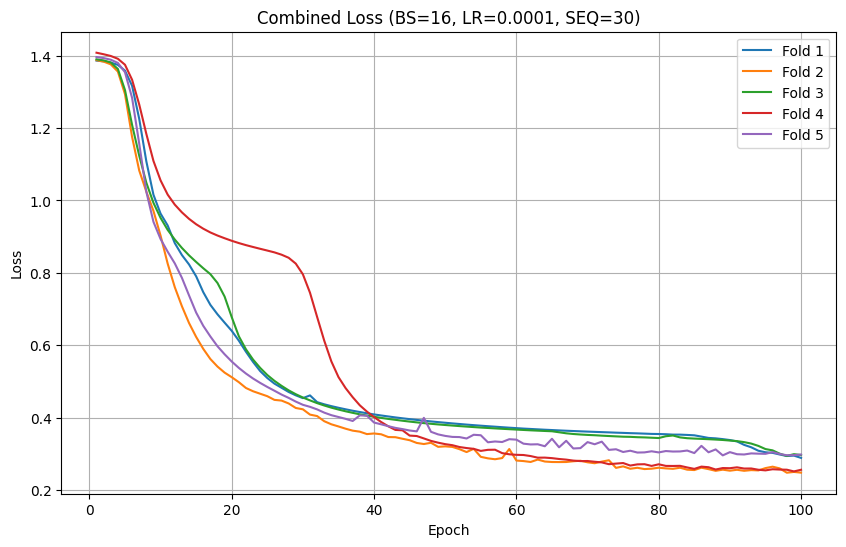 Combined Loss (BS=16, LR=0.0001, SEQ=30)
Fold 1
Fold 2
Fold 3
Fold 4
Fold 5
Loss
1.4
1.2
1.0
0.8
0.6
0.4
0.2
0 20 40 60 80 100
Epoch